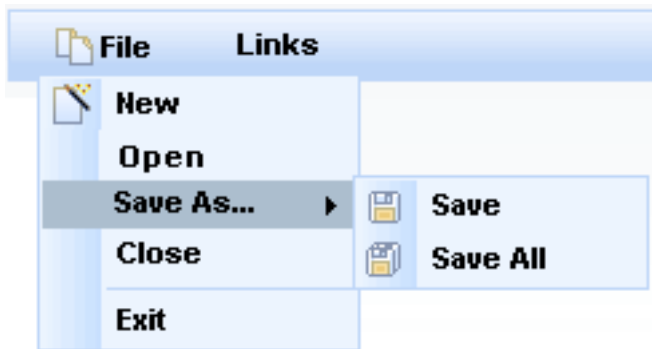 File Links
New
Open
Save As...
Save
Close
Save All
Exit